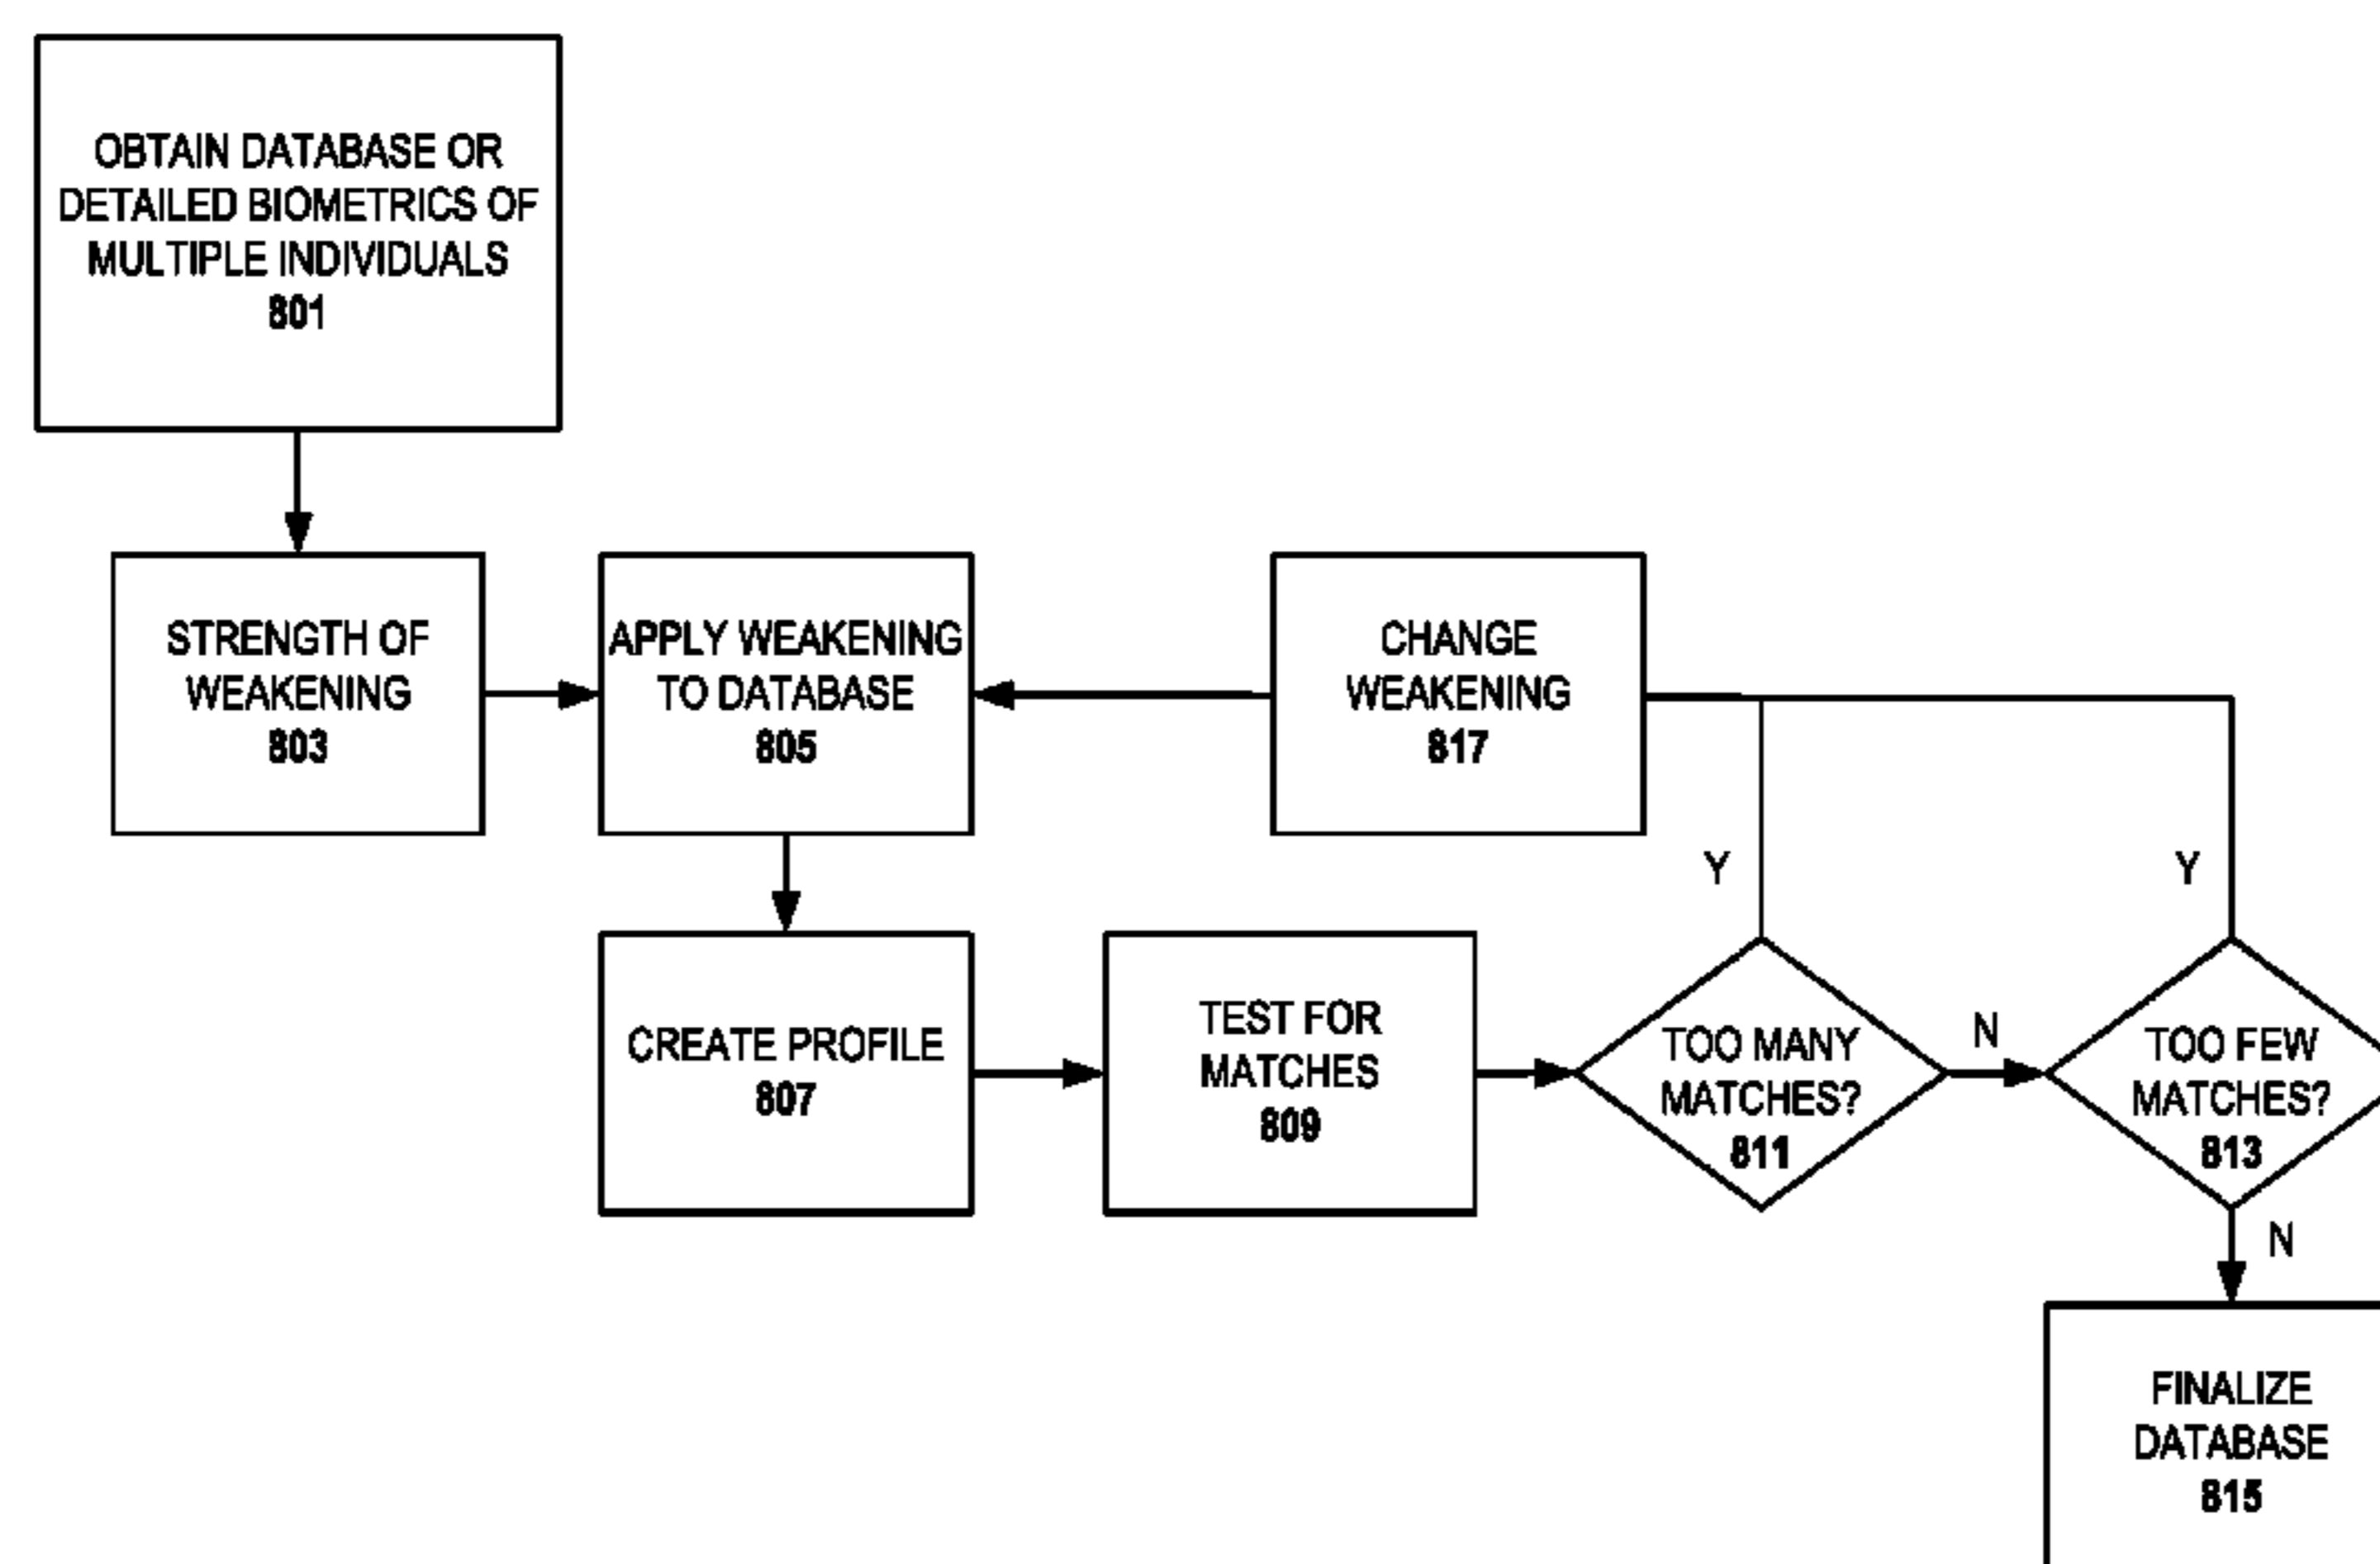 OBTAIN DATABASE OR
DETAILED BIOMETRICS OF
MULTIPLE INDIVIDUALS
801
STRENGTH OF
WEAKENING
803
APPLY WEAKENING
TO DATABASE
805
CHANGE
WEAKENING
817
Y
Y
CREATE PROFILE
807
TEST FOR
MATCHES
809
TOO MANY
MATCHES?
811
N
TOO FEW
MATCHES?
813
N
FINALIZE
DATABASE
815